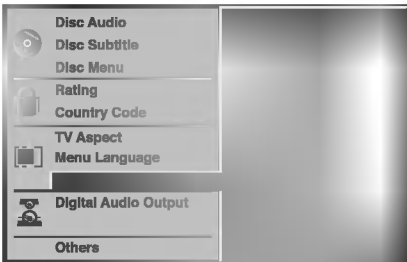 Disc Audio
Disc Subtitle
Disc Menu
Rating
Country Code
TV Aspect
Menu Language
Digital Audio Output
Others